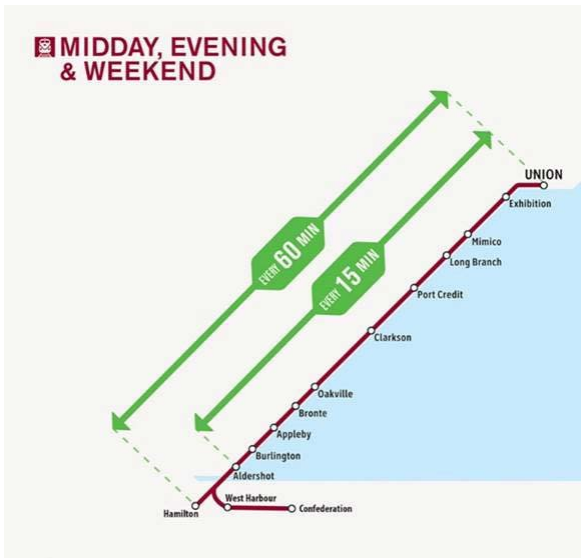 MIDDAY, EVENING
& WEEKEND
UNION
Exhibition
Mimico
Long Branch
Port Credit
Clarkson
Oakville
Bronte
Appleby
Burlington
Aldershot
West Harbour
Confederation
Hamilton
EVERY 60 MIN
EVERY 15 MIN